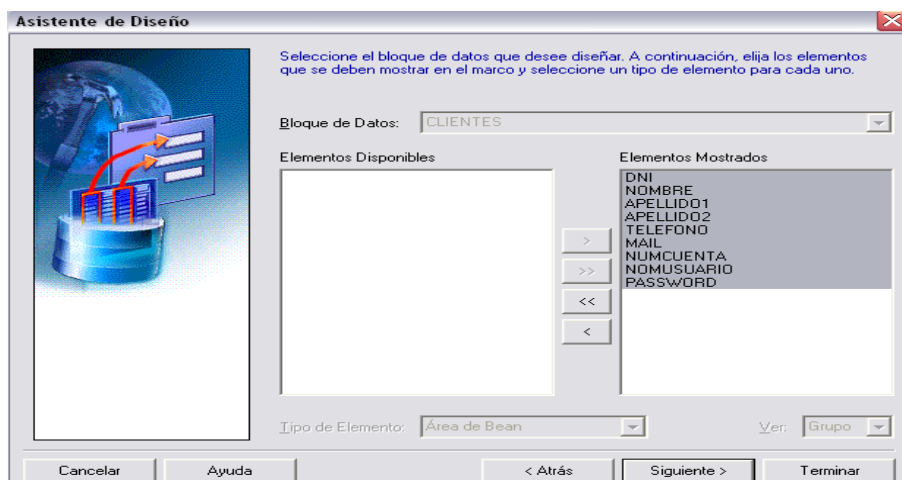 Asistente de Diseño
Seleccione el bloque de datos que desee diseñar. A continuación, elija los elementos
que se deben mostrar en el marco y seleccione un tipo de elemento para cada uno.
Bloque de Datos: CLIENTES
Elementos Disponibles
Elementos Mostrados
DNI
NOMBRE
APELLIDO1
APELLIDO2
TELEFONO
MAIL
NUMCUENTA
NOMUSUARIO
PASSWORD
>
>>
<<
<
Tipo de Elemento: Área de Bean Ver: Grupo
Cancelar Ayuda < Atrás Siguiente > Terminar